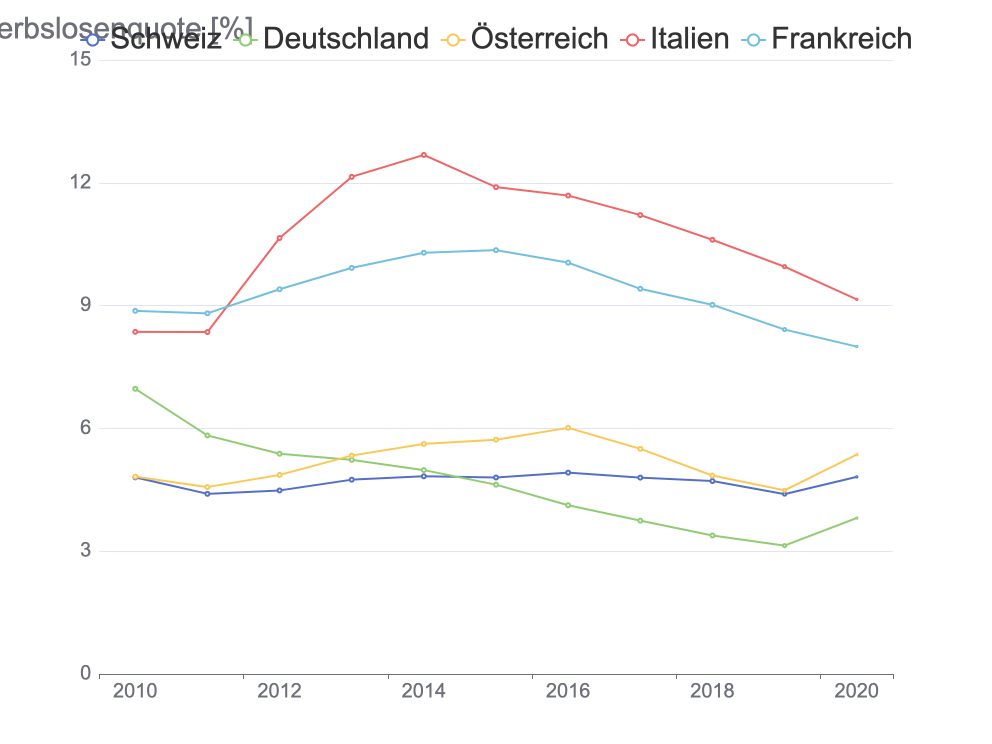 erbslosenquote [%]
Schweiz Deutschland Österreich Italien Frankreich
15
12
9
6
3
0
2010 2012 2014 2016 2018 2020